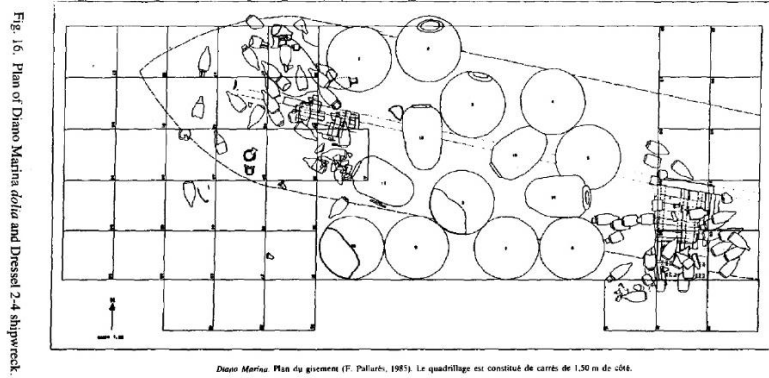 Fig. 16. Plan of Diano Marina dolia and Dressel 2-4 shipwreck.
N
Diano Marina. Plan du gisement (F. Pallarés, 1985). Le quadrillage est constitué de carrés de 1,50 m de côté.